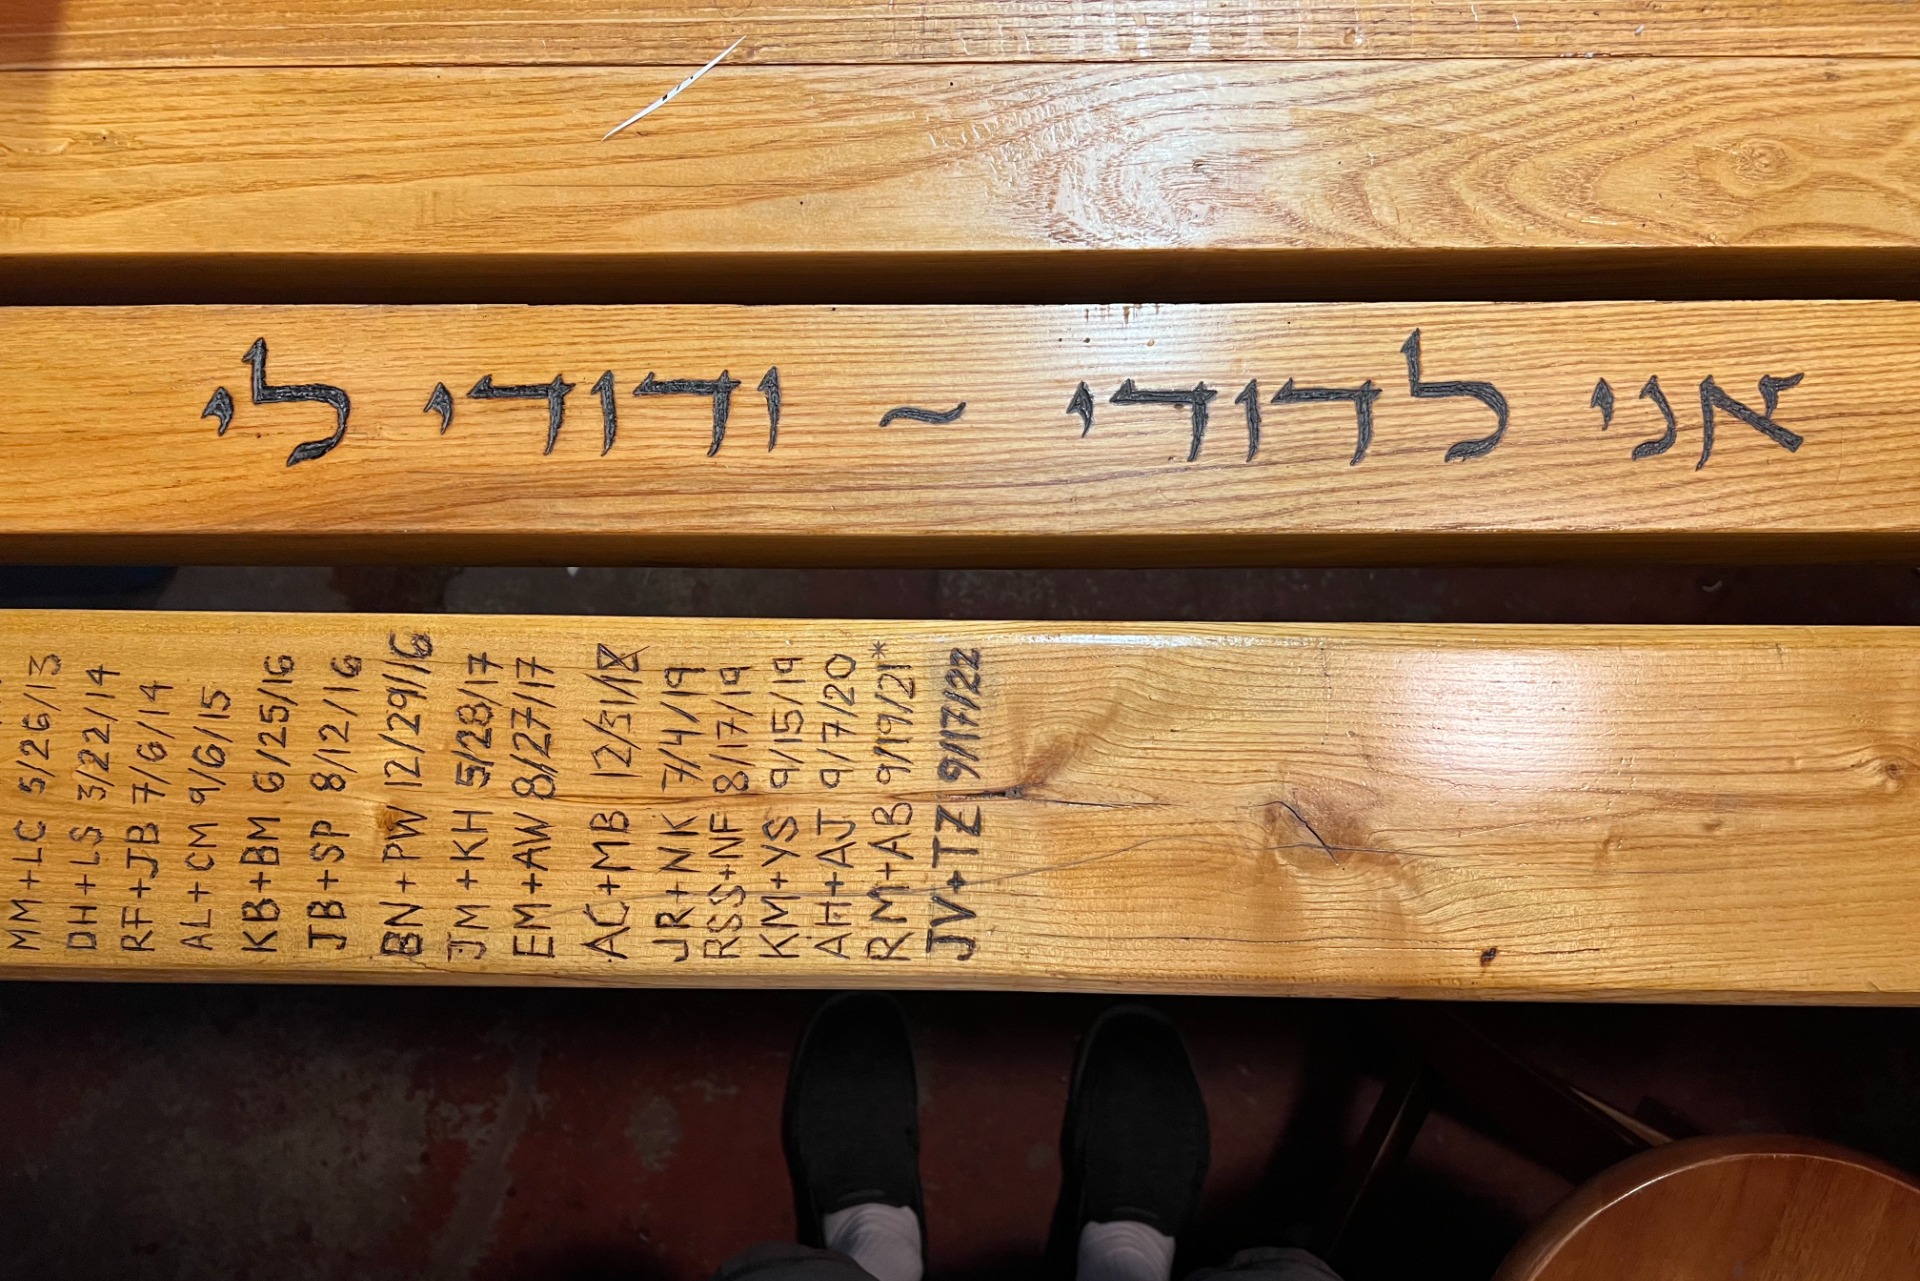 אני לדודי ~ ודודי לי
MM+LC 5/26/13
DH+LS 3/22/14
RF+JB 7/6/14
AL+CM 9/6/15
KB+BM 6/25/16
JB+SP 8/12/16
BN+PW 12/29/16
JM+KH 5/28/17
EM+AW 8/27/17
AC+MB 12/31/18
JR+NK 7/4/19
RSS+NF 8/17/19
KM+YS 9/15/19
AH+AJ 9/7/20
RM+AB 9/19/21*
JV+TZ 9/17/22